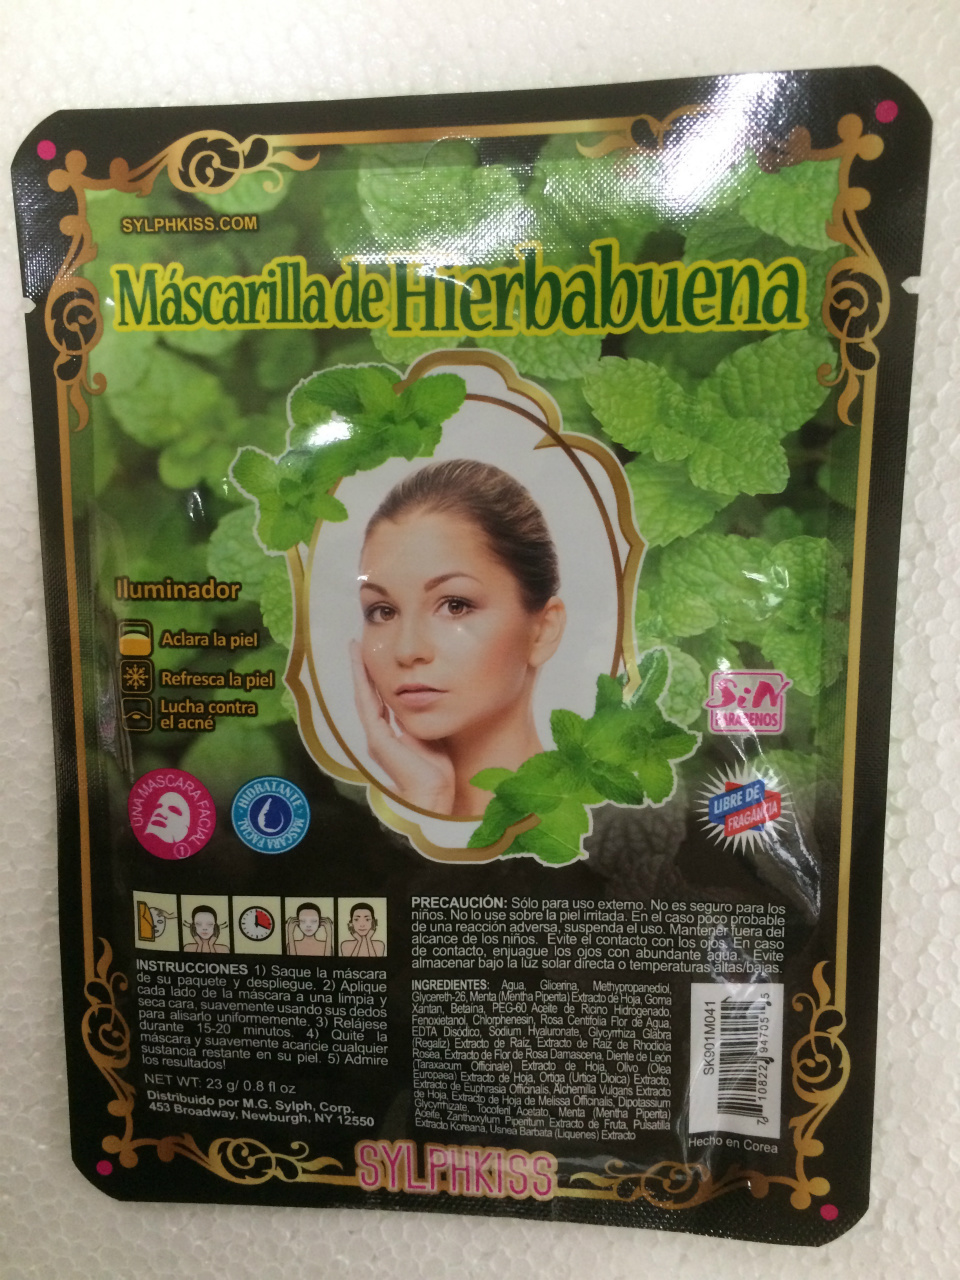 SYLPHKISS.COM
Máscarilla de Hierbabuena
Iluminador
Aclara la piel
Refresca la piel
Lucha contra
el acné
UNA MASCARA FACIAL
1
HIDRATANTE
MASCARA FACIAL
SiN
PARABENOS
LIBRE DE
FRAGANCIA
INSTRUCCIONES 1) Saque la máscara
de su paquete y despliegue. 2) Aplique
cada lado de la máscara a una limpia y
seca cara, suavemente usando sus dedos
para alisarlo uniformemente. 3) Relájese
durante 15-20 minutos. 4) Quite la
máscara y suavemente acaricie cualquier
sustancia restante en su piel. 5) Admire
los resultados!
NET WT: 23 g/ 0.8 fl oz
Distribuido por M.G. Sylph, Corp.
453 Broadway, Newburgh, NY 12550
PRECAUCIÓN: Sólo para uso externo. No es seguro para los
niños. No lo use sobre la piel irritada. En el caso poco probable
de una reacción adversa, suspenda el uso. Mantener fuera del
alcance de los niños. Evite el contacto con los ojos. En caso
de contacto, enjuague los ojos con abundante agua. Evite
almacenar bajo la luz solar directa o temperaturas altas/bajas.
INGREDIENTES: Agua, Glicerina, Methypropanediol,
Glycereth-26, Menta (Mentha Pipenta) Extracto de Hoja, Goma
Xantan, Betaina, PEG-60 Aceite de Ricino Hidrogenado,
Fenoxietanol, Chlorphenesin, Rosa Centifolia Flor de Agua,
EDTA Disódico, Sodium Hyaluronate, Glycyrrhiza Glabra
(Regaliz) Extracto de Raíz, Extracto de Raíz de Rhodiola
Rosea, Extracto de Flor de Rosa Damascena, Diente de León
(Taraxacum Officinale) Extracto de Hoja, Olivo (Olea
Europaea) Extracto de Hoja, Ortiga (Urtica Dioica) Extracto,
Extracto de Euphrasia Officinalis, Alchemilla Vulgaris Extracto
de Hoja, Extracto de Hoja de Melissa Officinalis, Dipotassium
Glycyrrhizate, Tocoferil Acetato, Menta (Mentha Pipenta)
Aceite, Zanthoxylum Piperitum Extracto de Fruta, Pulsatilla
Extracto Koreana, Usnea Barbata (Liquenes) Extracto
SK901M041
7 10822 94705 5
Hecho en Corea
SYLPHKISS